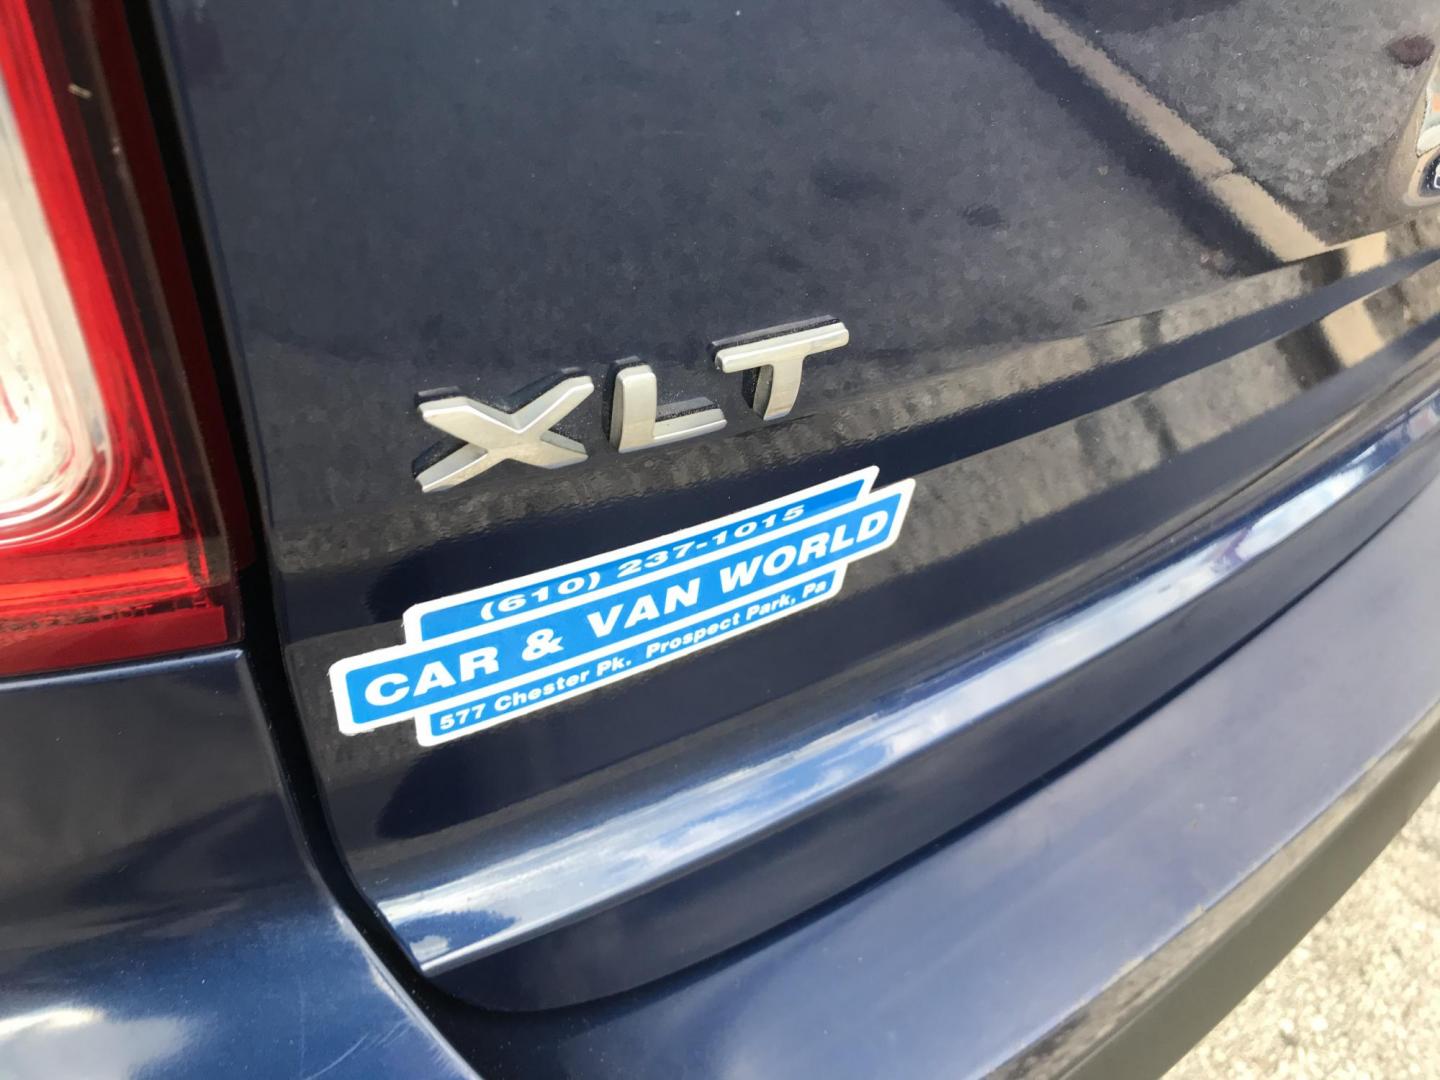 XLT
(610) 237-1015
CAR & VAN WORLD
577 Chester Pk. Prospect Park, Pa